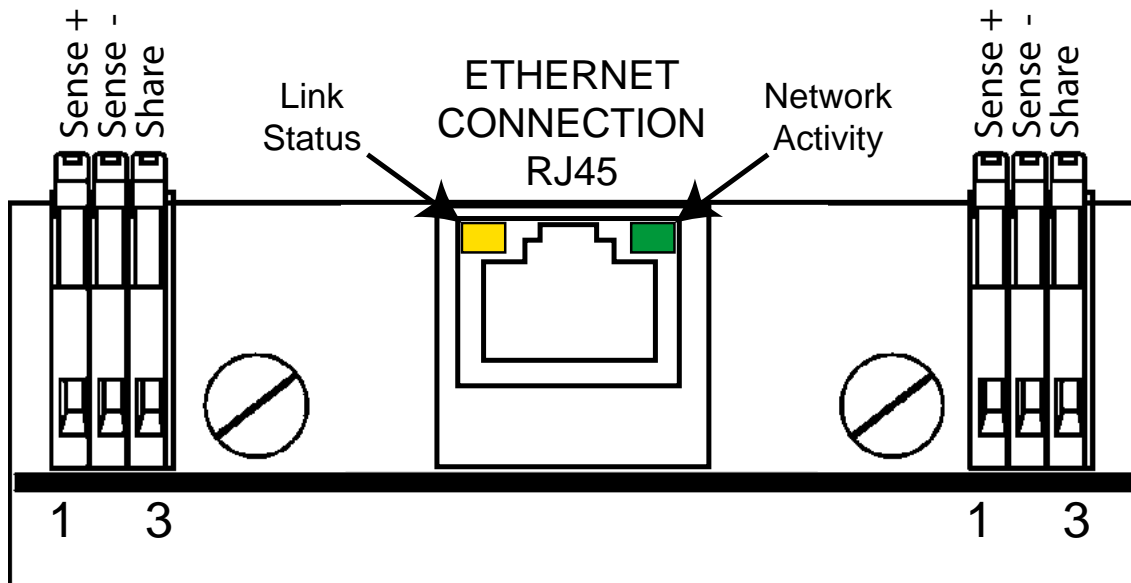 Sense +
Sense -
Share
Link
Status
ETHERNET
CONNECTION
RJ45
Network
Activity
Sense +
Sense -
Share
1
3
1
3